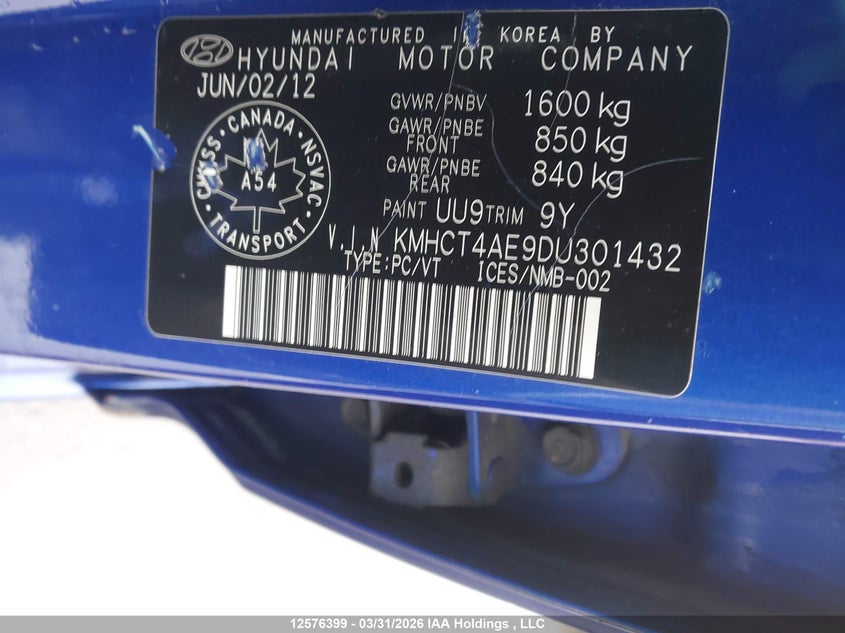 MANUFACTURED IN KOREA BY
HYUNDAI MOTOR COMPANY
JUN/02/12
GVWR/PNBV 1600 kg
GAWR/PNBE FRONT 850 kg
GAWR/PNBE REAR 840 kg
PAINT UU9 TRIM 9Y
CANADA
CMVSS NSVAC
A54
TRANSPORT
V.I.N KMHCT4AE9DU301432
TYPE:PC/VT ICES/NMB-002
12576399 - 03/31/2026 IAA Holdings , LLC